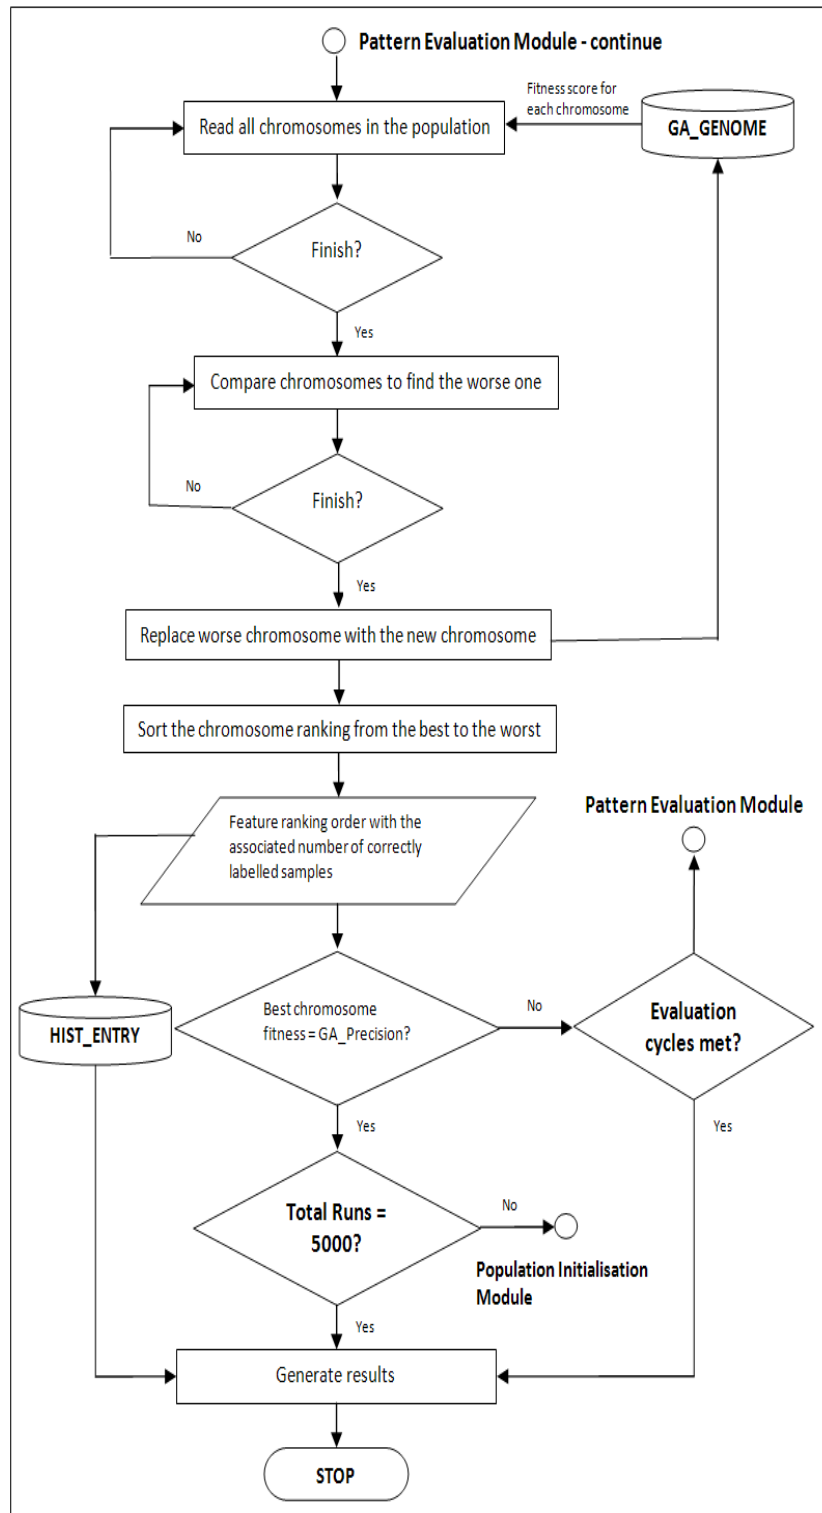 Pattern Evaluation Module - continue
Fitness score for
each chromosome
GA_GENOME
Read all chromosomes in the population
No
Finish?
Yes
Compare chromosomes to find the worse one
No
Finish?
Yes
Replace worse chromosome with the new chromosome
Sort the chromosome ranking from the best to the worst
Feature ranking order with the
associated number of correctly
labelled samples
Pattern Evaluation Module
HIST_ENTRY
Best chromosome
fitness = GA_Precision?
No
Evaluation
cycles met?
Yes
Yes
Total Runs =
5000?
No
Population Initialisation
Module
Yes
Generate results
STOP